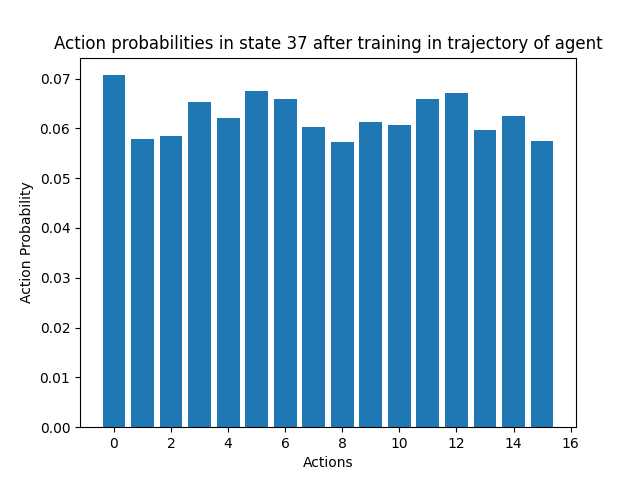 Action probabilities in state 37 after training in trajectory of agent
0.07
0.06
0.05
0.04
0.03
0.02
0.01
0.00
Action Probability
0 2 4 6 8 10 12 14 16
Actions